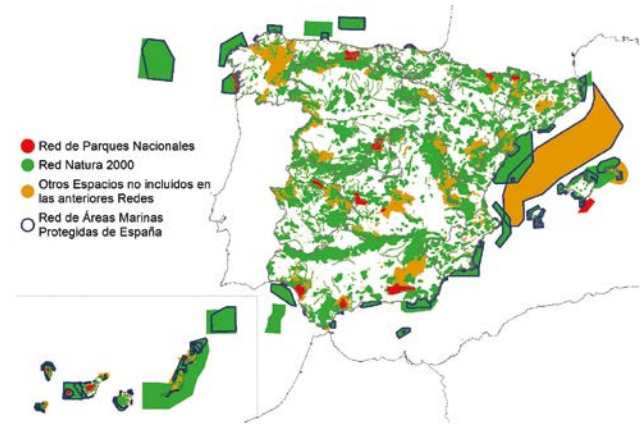 Red de Parques Nacionales
Red Natura 2000
Otros Espacios no incluidos en
las anteriores Redes
Red de Áreas Marinas
Protegidas de España